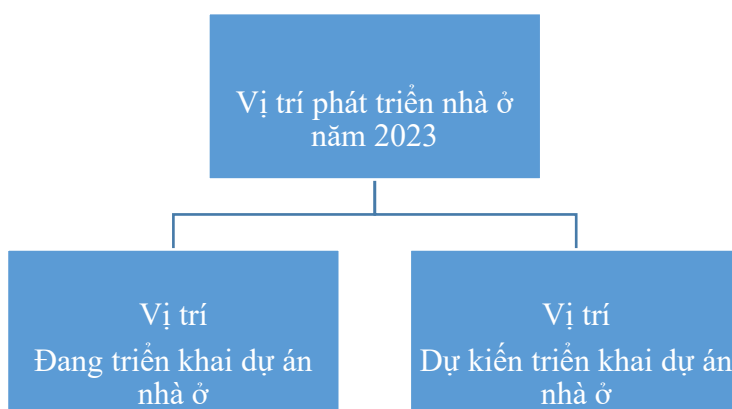 Vị trí phát triển nhà ở
năm 2023
Vị trí
Đang triển khai dự án
nhà ở
Vị trí
Dự kiến triển khai dự án
nhà ở